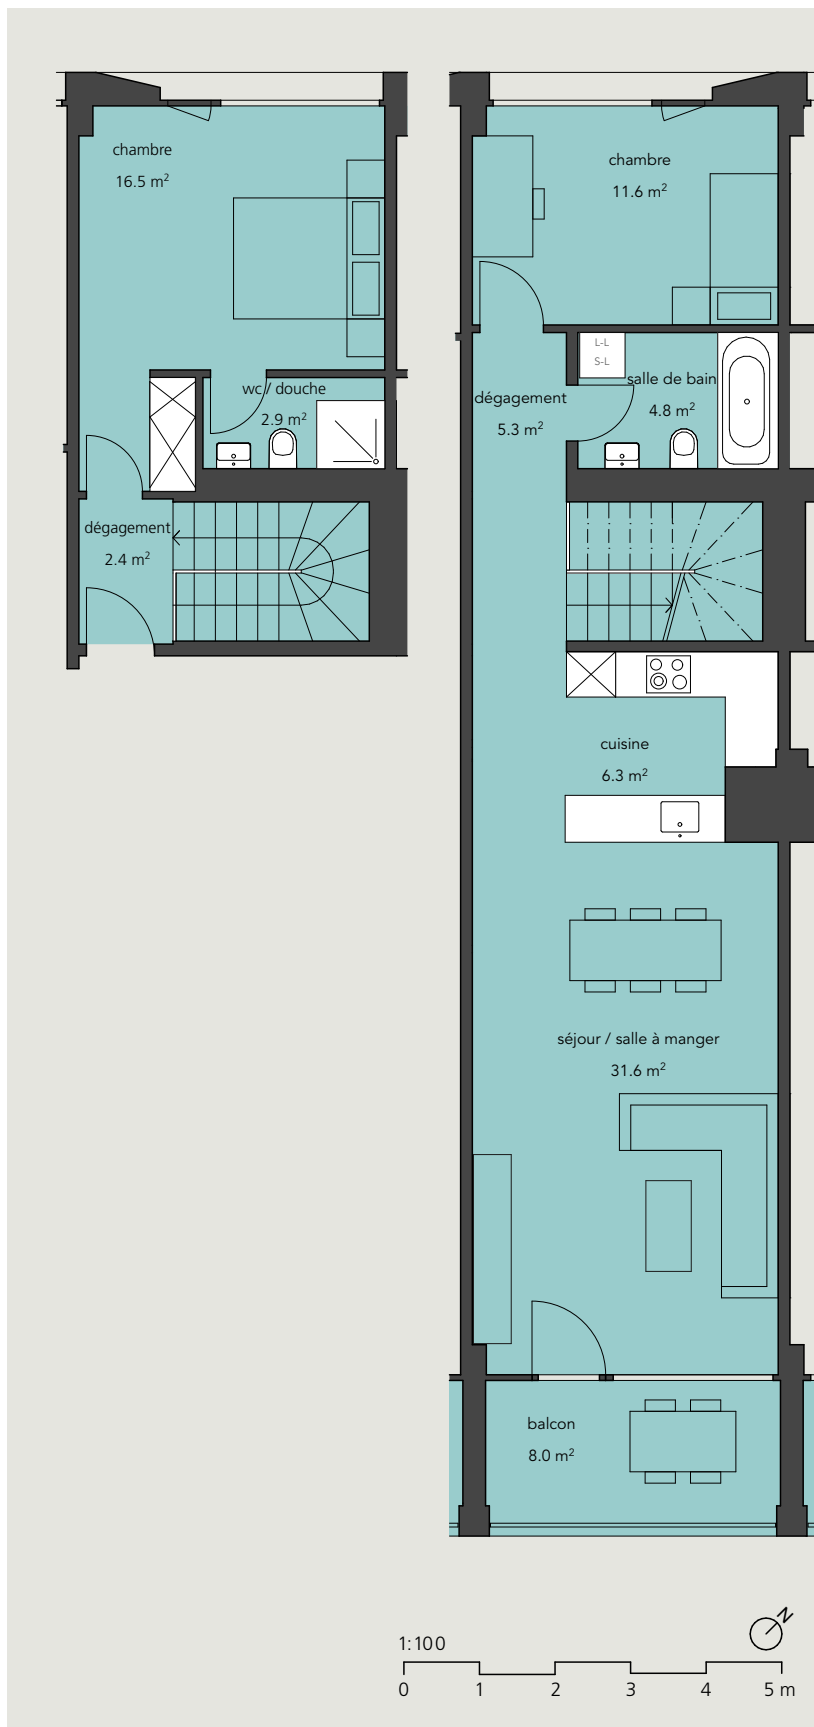 chambre
16.5 m²
wc / douche
2.9 m²
dégagement
2.4 m²
chambre
11.6 m²
L-L
S-L
salle de bain
4.8 m²
dégagement
5.3 m²
cuisine
6.3 m²
séjour / salle à manger
31.6 m²
balcon
8.0 m²
N
1:100
0 1 2 3 4 5 m